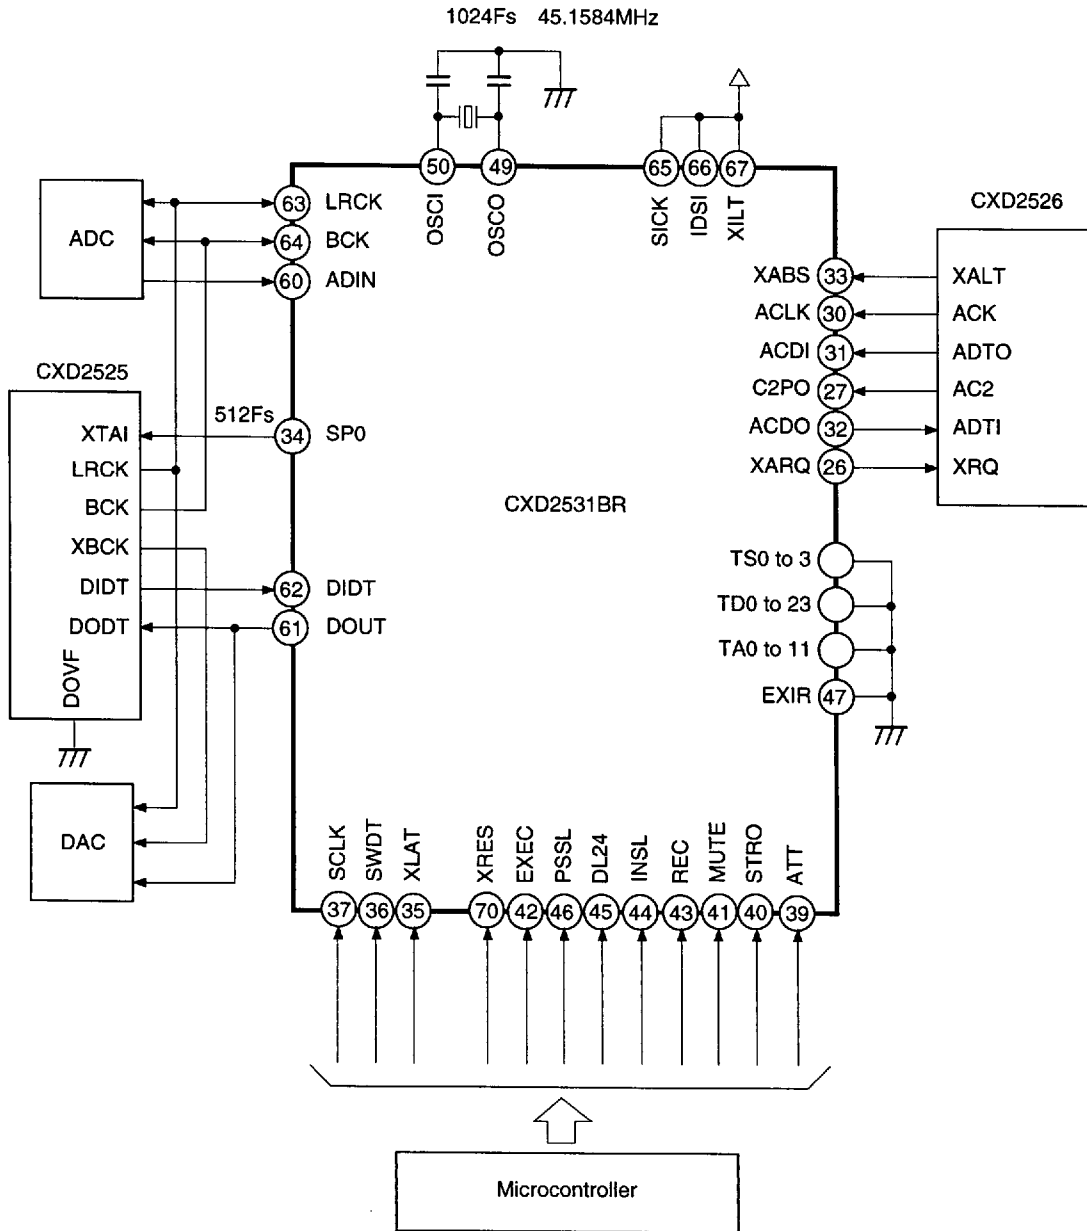 1024Fs 45.1584MHz
50
49
65
66
67
OSCI
OSCO
SICK
IDSI
XILT
ADC
63 LRCK
64 BCK
60 ADIN
CXD2526
XABS 33 XALT
ACLK 30 ACK
ACDI 31 ADTO
C2PO 27 AC2
ACDO 32 ADTI
XARQ 26 XRQ
CXD2525
512Fs
XTAI 34 SP0
LRCK
BCK
XBCK
DIDT 62 DIDT
DODT 61 DOUT
DOVF
CXD2531BR
TS0 to 3
TD0 to 23
TA0 to 11
EXIR 47
DAC
SCLK
SWDT
XLAT
XRES
EXEC
PSSL
DL24
INSL
REC
MUTE
STRO
ATT
37
36
35
70
42
46
45
44
43
41
40
39
Microcontroller